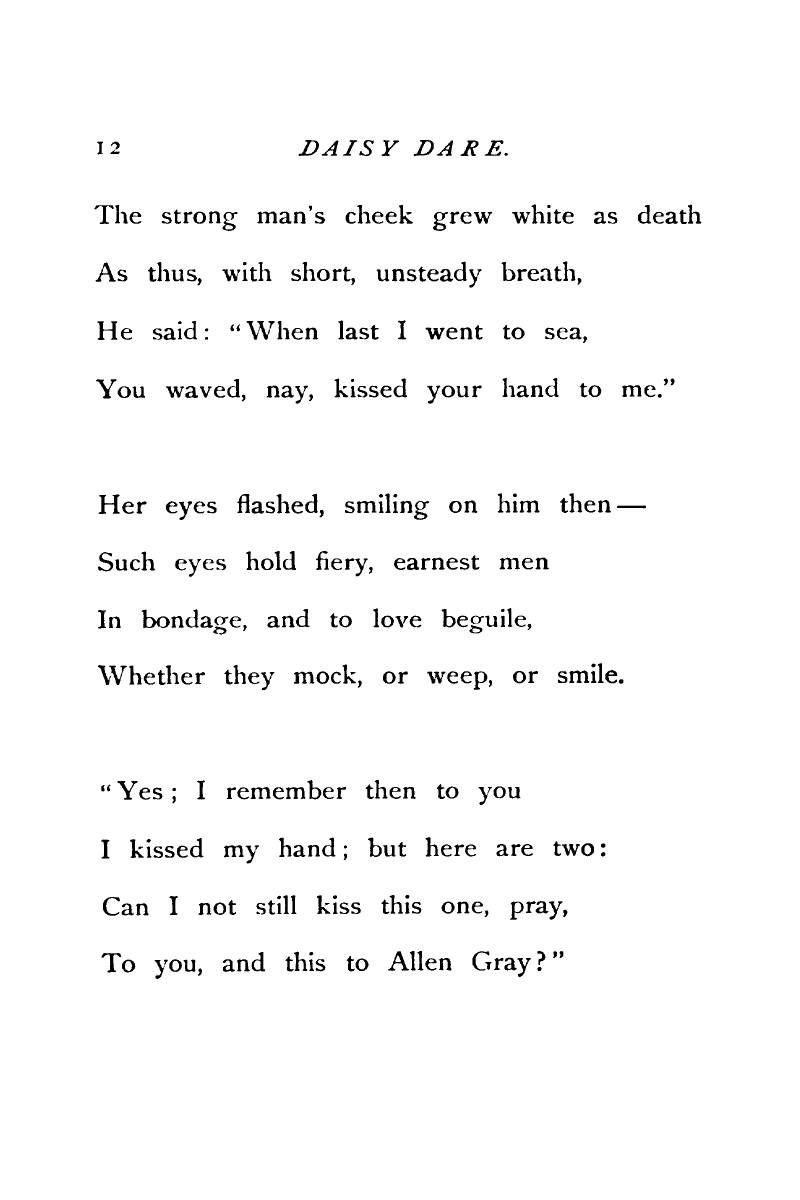 12 DAISY DARE.
The strong man's cheek grew white as death
As thus, with short, unsteady breath,
He said: “When last I went to sea,
You waved, nay, kissed your hand to me.”
Her eyes flashed, smiling on him then—
Such eyes hold fiery, earnest men
In bondage, and to love beguile,
Whether they mock, or weep, or smile.
“Yes; I remember then to you
I kissed my hand; but here are two:
Can I not still kiss this one, pray,
To you, and this to Allen Gray?”